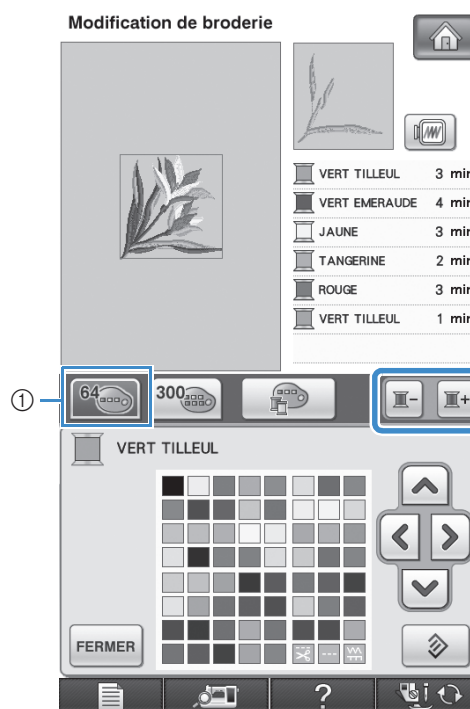 Modification de broderie
VERT TILLEUL 3 min
VERT EMERAUDE 4 min
JAUNE 3 min
TANGERINE 2 min
ROUGE 3 min
VERT TILLEUL 1 min
① 64 300
VERT TILLEUL
FERMER
?